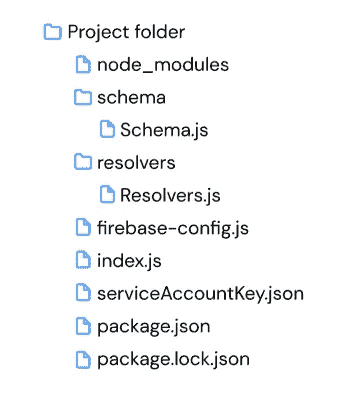 Project folder
node_modules
schema
Schema.js
resolvers
Resolvers.js
firebase-config.js
index.js
serviceAccountKey.json
package.json
package.lock.json